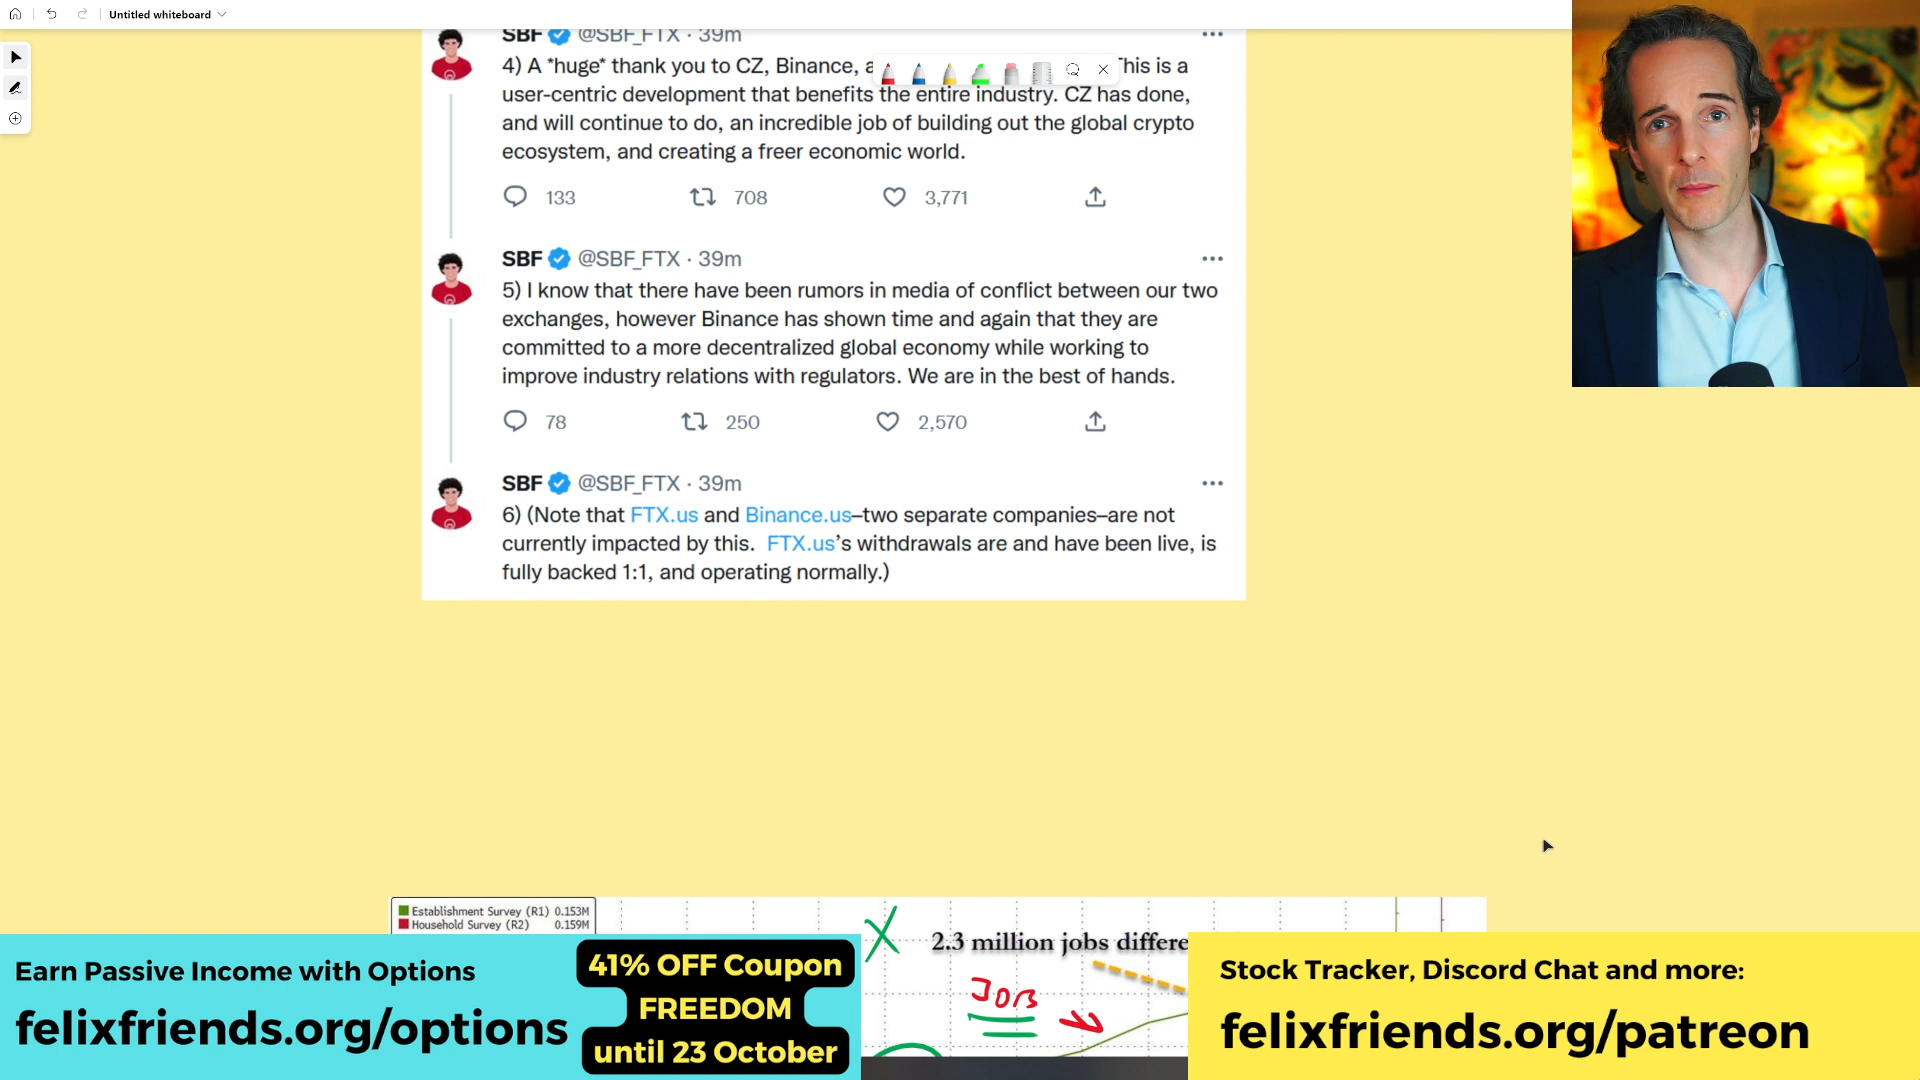 Untitled whiteboard
SBF @SBF_FTX · 39m
4) A *huge* thank you to CZ, Binance, a his is a
user-centric development that benefits the entire industry. CZ has done,
and will continue to do, an incredible job of building out the global crypto
ecosystem, and creating a freer economic world.
133 708 3,771
SBF @SBF_FTX · 39m
5) I know that there have been rumors in media of conflict between our two
exchanges, however Binance has shown time and again that they are
committed to a more decentralized global economy while working to
improve industry relations with regulators. We are in the best of hands.
78 250 2,570
SBF @SBF_FTX · 39m
6) (Note that FTX.us and Binance.us–two separate companies–are not
currently impacted by this. FTX.us's withdrawals are and have been live, is
fully backed 1:1, and operating normally.)
Establishment Survey (R1) 0.153M
Household Survey (R2) 0.159M
X
2.3 million jobs differe
JOB
Earn Passive Income with Options
felixfriends.org/options
41% OFF Coupon
FREEDOM
until 23 October
Stock Tracker, Discord Chat and more:
felixfriends.org/patreon